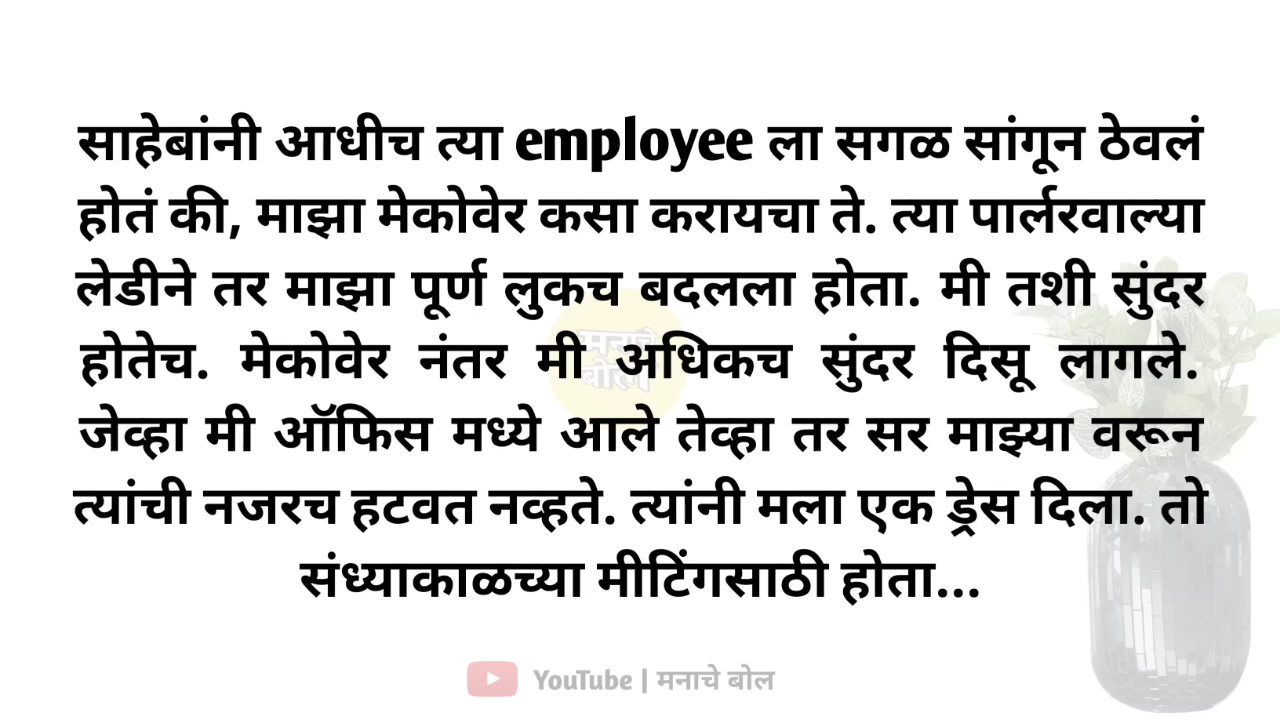 साहेबांनी आधीच त्या employee ला सगळ सांगून ठेवलं
होतं की, माझा मेकोवेर कसा करायचा ते. त्या पार्लरवाल्या
लेडीने तर माझा पूर्ण लुकच बदलला होता. मी तशी सुंदर
होतेच. मेकोवेर नंतर मी अधिकच सुंदर दिसू लागले.
जेव्हा मी ऑफिस मध्ये आले तेव्हा तर सर माझ्या वरून
त्यांची नजरच हटवत नव्हते. त्यांनी मला एक ड्रेस दिला. तो
संध्याकाळच्या मीटिंगसाठी होता...
मनाचे
बोल
YouTube | मनाचे बोल